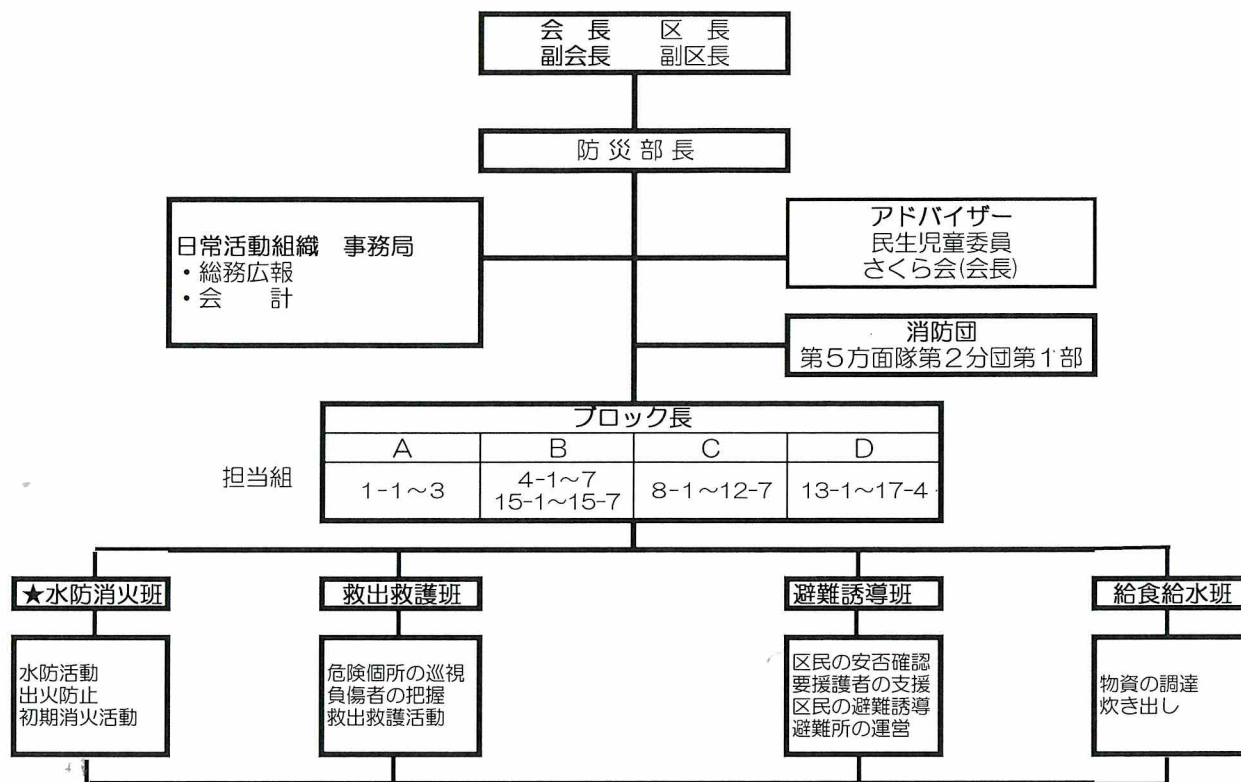 会 長 区 長
副会長 副区長
防 災 部 長
日常活動組織 事務局
・総務広報
・会 計
アドバイザー
民生児童委員
さくら会(会長)
消防団
第5方面隊第2分団第1部
ブロック長
A B C D
担当組
1-1~3
4-1~7
15-1~15-7
8-1~12-7
13-1~17-4
★水防消火班
救出救護班
避難誘導班
給食給水班
水防活動
出火防止
初期消火活動
危険個所の巡視
負傷者の把握
救出救護活動
区民の安否確認
要援護者の支援
区民の避難誘導
避難所の運営
物資の調達
炊き出し